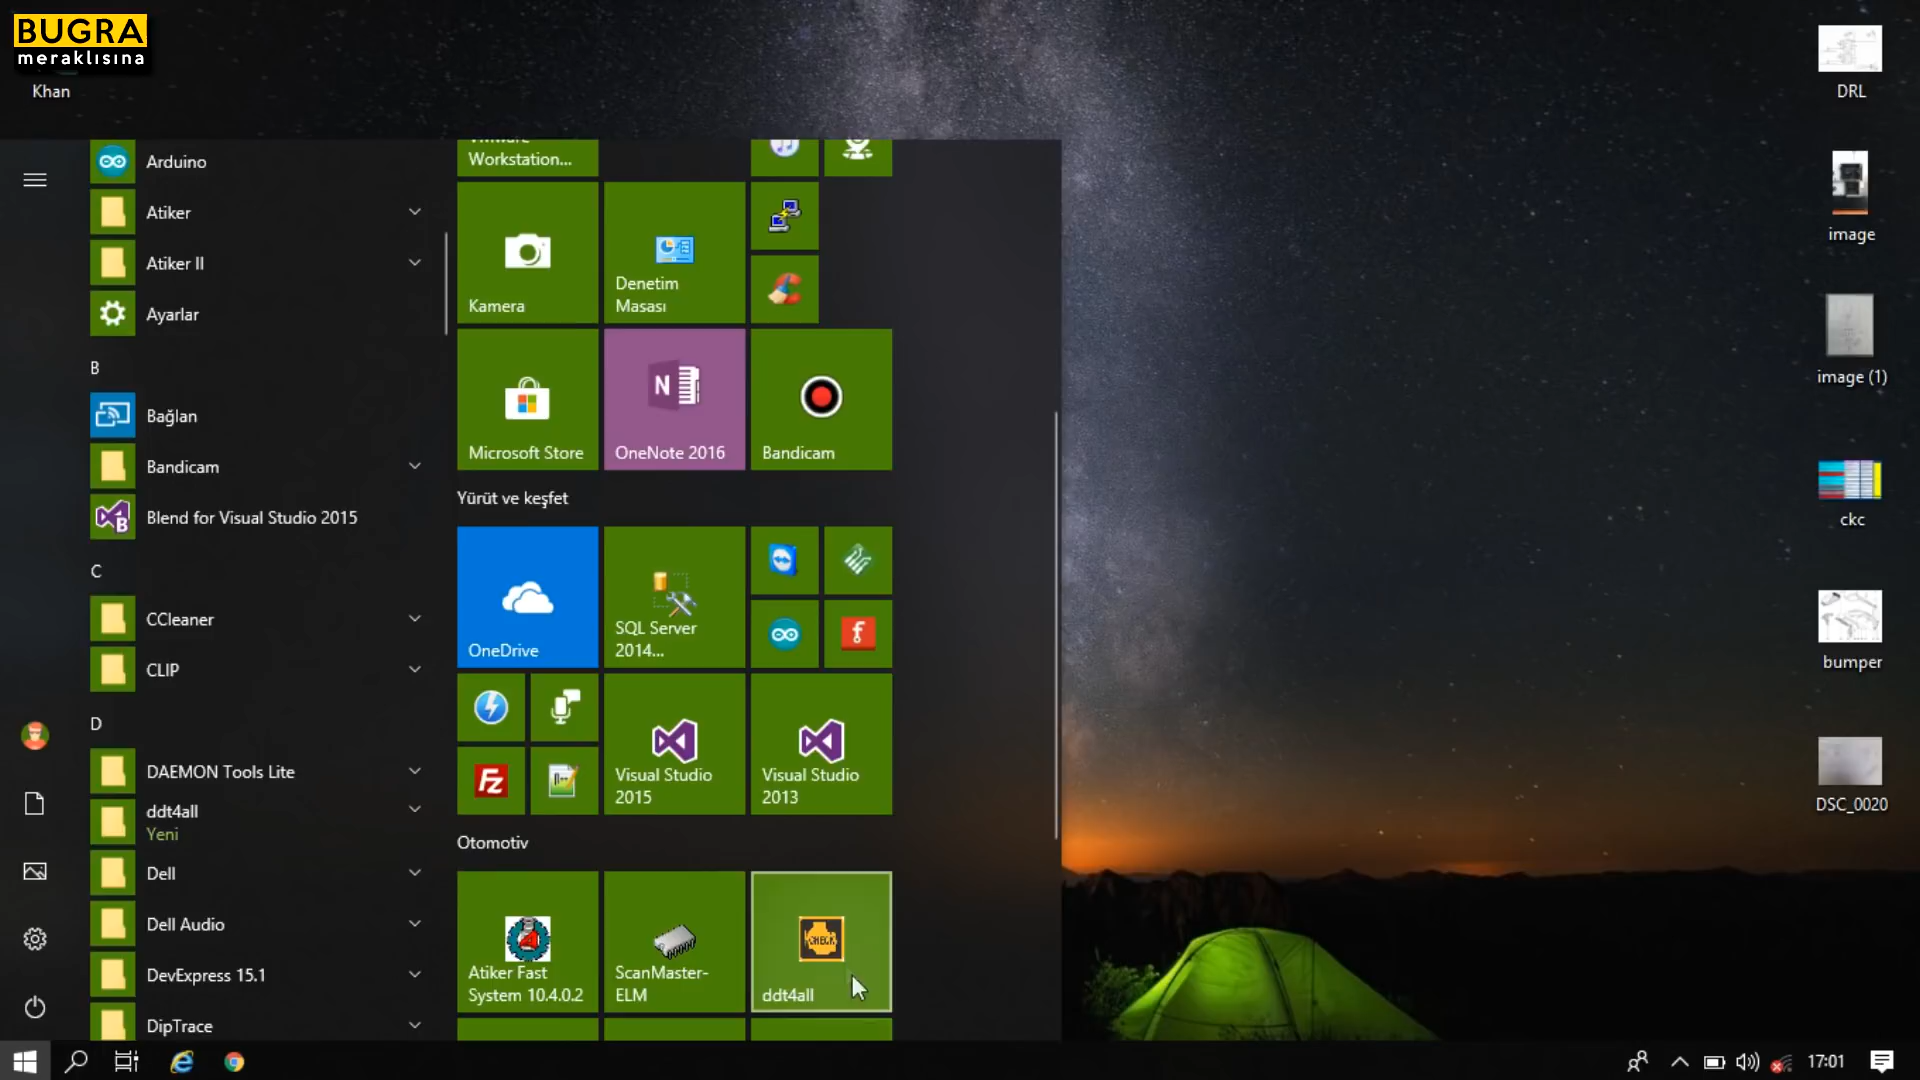 BUGRA
meraklısına
Khan
Arduino
Atiker
Atiker II
Ayarlar
B
Bağlan
Bandicam
Blend for Visual Studio 2015
C
CCleaner
CLIP
D
DAEMON Tools Lite
ddt4all
Yeni
Dell
Dell Audio
DevExpress 15.1
DipTrace
Workstation...
Kamera
Denetim
Masası
Microsoft Store
OneNote 2016
Bandicam
Yürüt ve keşfet
OneDrive
SQL Server
2014...
Visual Studio
2015
Visual Studio
2013
Otomotiv
Atiker Fast
System 10.4.0.2
ScanMaster-
ELM
CHECK
ddt4all
DRL
image
image (1)
ckc
bumper
DSC_0020
17:01